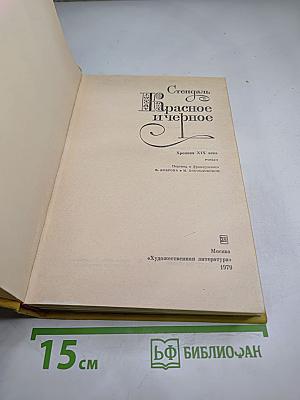 Стендаль
Красное
и черное
Хроника XIX века
РОМАН
Перевод с французского
Москва
«Художественная литература»
1979
15 см
БФ БИБЛИОФАН